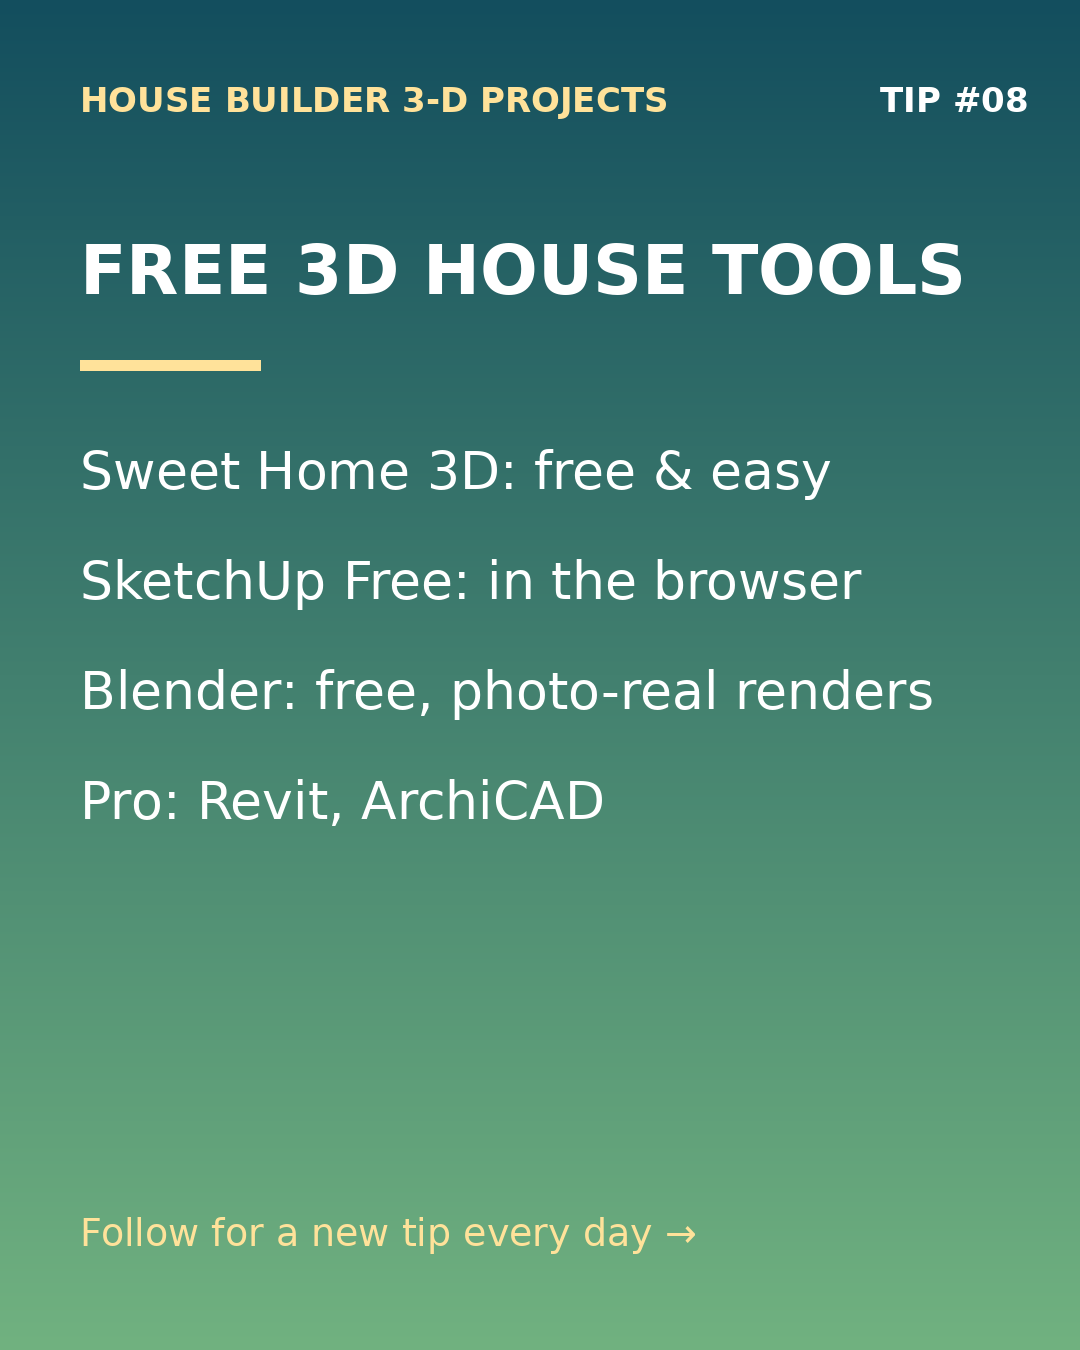 HOUSE BUILDER 3-D PROJECTS
TIP #08
FREE 3D HOUSE TOOLS
Sweet Home 3D: free & easy
SketchUp Free: in the browser
Blender: free, photo-real renders
Pro: Revit, ArchiCAD
Follow for a new tip every day →